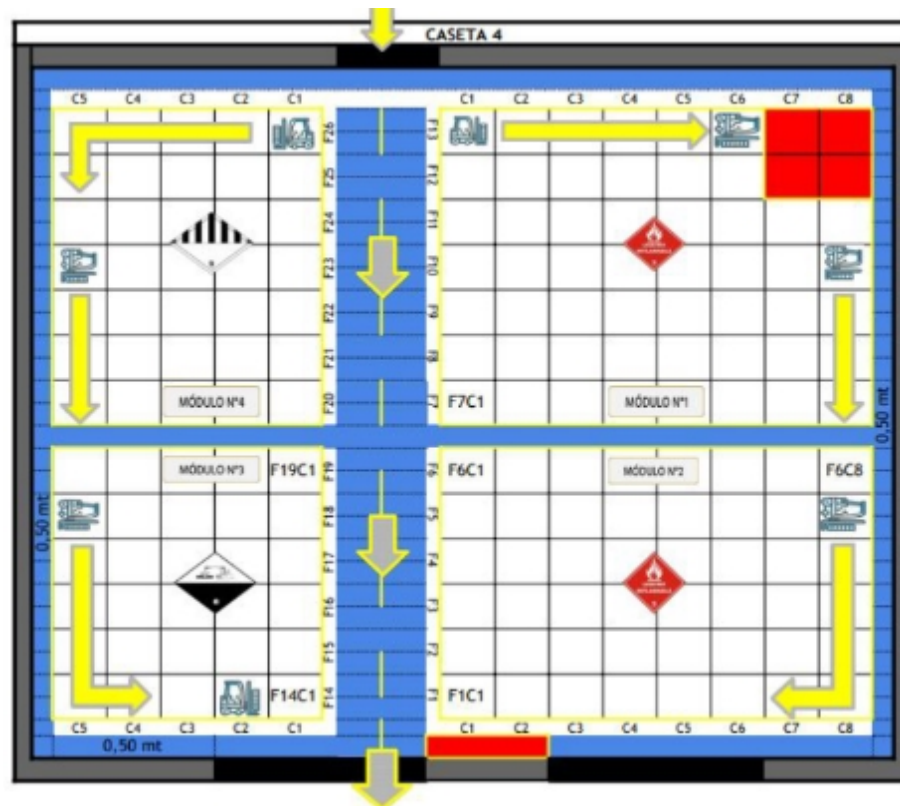 CASETA 4
C5 C4 C3 C2 C1
C1 C2 C3 C4 C5 C6 C7 C8
F26
F25
F24
F23
F22
F21
F20
F13
F12
F11
F10
F9
F8
F7
9
3
MÓDULO N°4
F7C1
MÓDULO N°1
0,50 mt
MÓDULO N°3
F19C1
F6C1
MÓDULO N°2
F6C8
0,50 mt
F19
F18
F17
F16
F15
F14
F6
F5
F4
F3
F2
F1
8
3
F14C1
F1C1
C5 C4 C3 C2 C1
C1 C2 C3 C4 C5 C6 C7 C8
0,50 mt